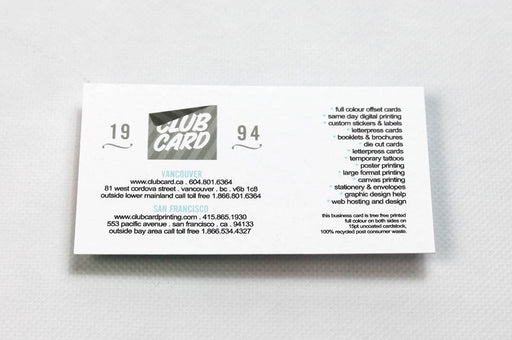 19
CLUB
CARD
94
VANCOUVER
www.clubcard.ca . 604.801.6364
81 west cordova street . vancouver . bc . v6b 1c8
outside lower mainland call toll free 1.866.801.6364
SAN FRANCISCO
www.clubcardprinting.com . 415.865.1930
553 pacific avenue . san francisco . ca . 94133
outside bay area call toll free 1.866.534.4327
full colour offset cards
same day digital printing
custom stickers & labels
letterpress cards
booklets & brochures
die cut cards
letterpress cards
temporary tattoos
poster printing
large format printing
canvas printing
stationery & envelopes
graphic design help
web hosting and design
this business card is tree free printed
full colour on both sides on
15pt uncoated cardstock,
100% recycled post consumer waste.